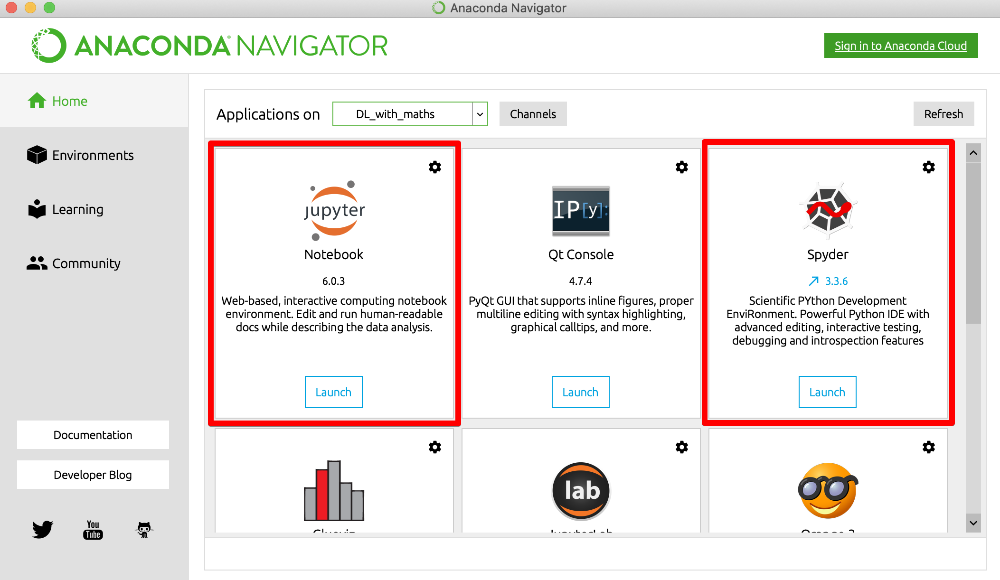 Anaconda Navigator
ANACONDA® NAVIGATOR
Sign in to Anaconda Cloud
Home
Environments
Learning
Community
Documentation
Developer Blog
You
Tube
Applications on
DL_with_maths
Channels
Refresh
jupyter
Notebook
6.0.3
Web-based, interactive computing notebook
environment. Edit and run human-readable
docs while describing the data analysis.
Launch
IP[y]:
Qt Console
4.7.4
PyQt GUI that supports inline figures, proper
multiline editing with syntax highlighting,
graphical calltips, and more.
Launch
Spyder
3.3.6
Scientific PYthon Development
EnviRonment. Powerful Python IDE with
advanced editing, interactive testing,
debugging and introspection features
Launch
Glueviz
lab
JupyterLab
Orange 3